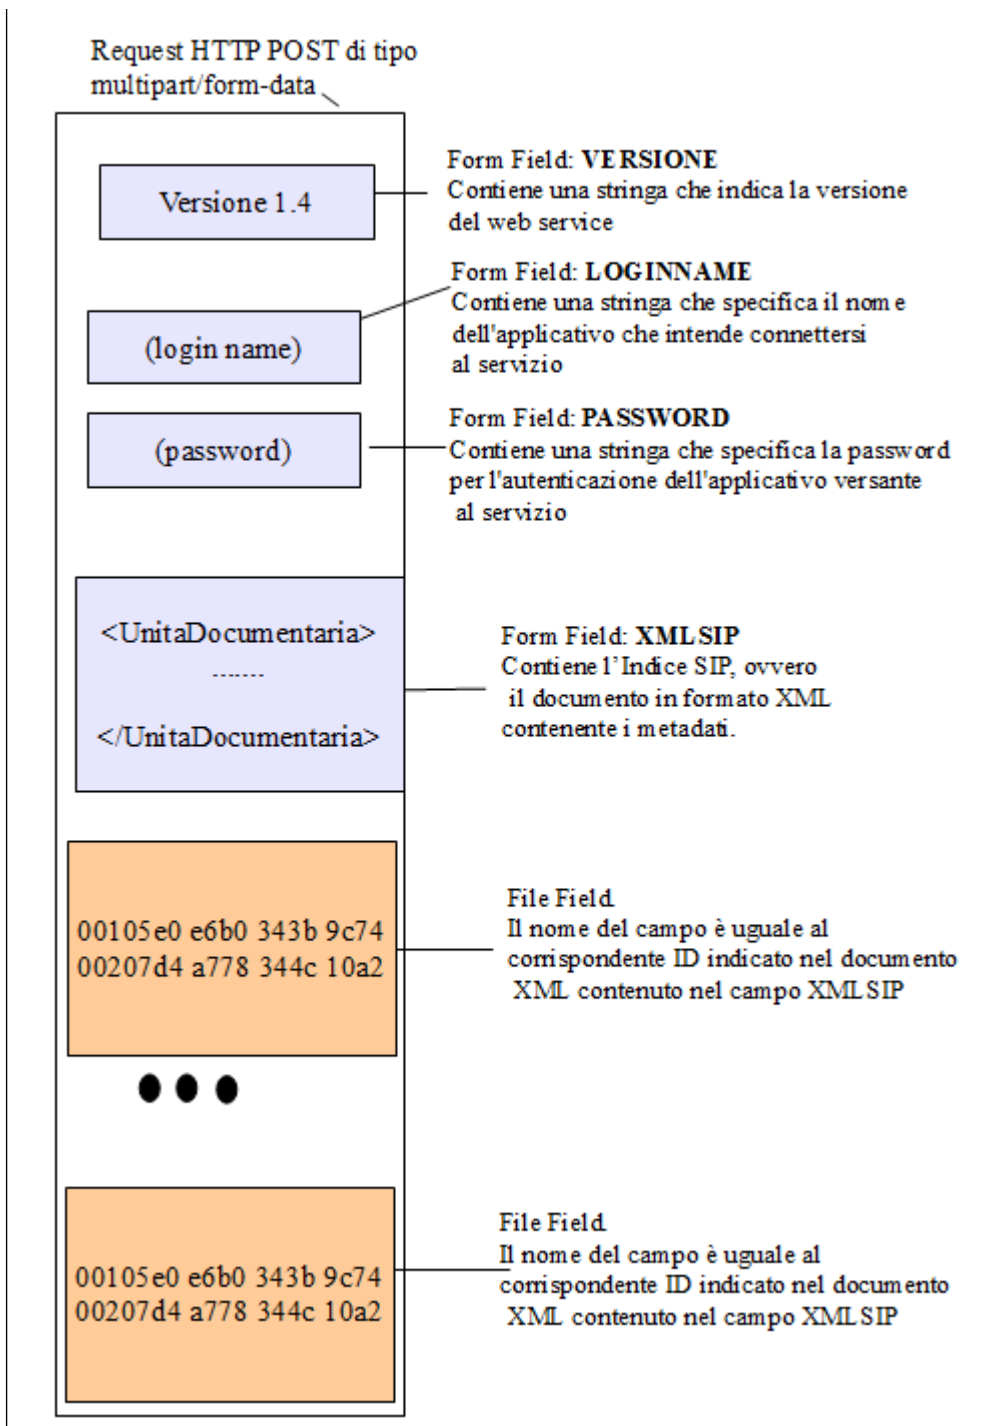 Request HTTP POST di tipo
multipart/form-data
Versione 1.4
Form Field: VERSIONE
Contiene una stringa che indica la versione
del web service
(login name)
Form Field: LOGINNAME
Contiene una stringa che specifica il nome
dell'applicativo che intende connettersi
al servizio
(password)
Form Field: PASSWORD
Contiene una stringa che specifica la password
per l'autenticazione dell'applicativo versante
al servizio
<UnitaDocumentaria>
.......
</UnitaDocumentaria>
Form Field: XMLSIP
Contiene l'Indice SIP, ovvero
il documento in formato XML
contenente i metadati.
00105e0 e6b0 343b 9c74
00207d4 a778 344c 10a2
File Field.
Il nome del campo è uguale al
corrispondente ID indicato nel documento
XML contenuto nel campo XMLSIP
00105e0 e6b0 343b 9c74
00207d4 a778 344c 10a2
File Field.
Il nome del campo è uguale al
corrispondente ID indicato nel documento
XML contenuto nel campo XMLSIP